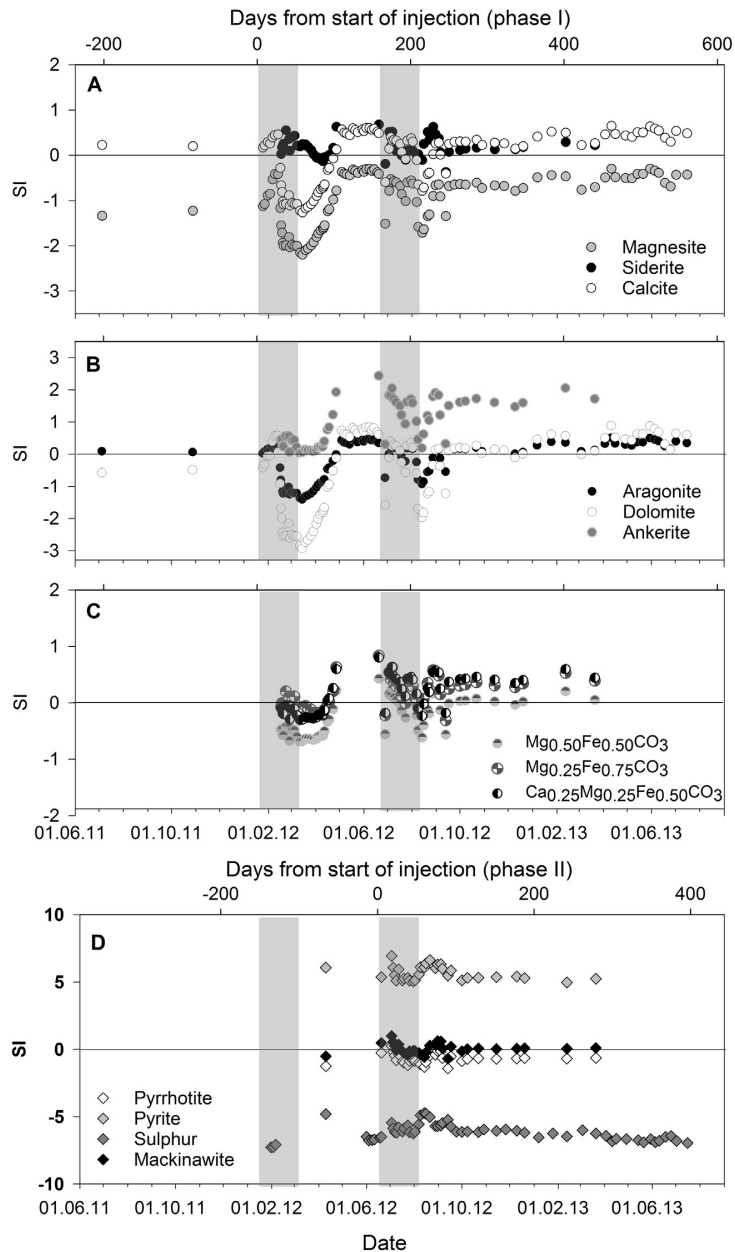 Days from start of injection (phase I)
-200 0 200 400 600
2
A
1
0
SI
-1
-2
-3
Magnesite
Siderite
Calcite
3
B
2
1
0
SI
-1
-2
-3
Aragonite
Dolomite
Ankerite
2
C
1
0
SI
-1
-2
Mg0.50Fe0.50CO3
Mg0.25Fe0.75CO3
Ca0.25Mg0.25Fe0.50CO3
01.06.11 01.10.11 01.02.12 01.06.12 01.10.12 01.02.13 01.06.13
Days from start of injection (phase II)
-200 0 200 400
10
D
5
0
SI
-5
-10
Pyrrhotite
Pyrite
Sulphur
Mackinawite
01.06.11 01.10.11 01.02.12 01.06.12 01.10.12 01.02.13 01.06.13
Date